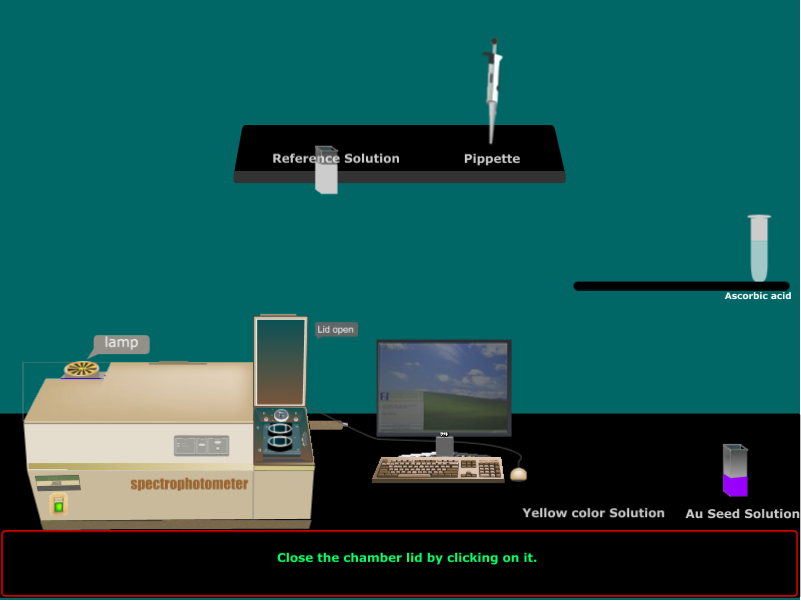 Reference Solution
Pippette
Ascorbic acid
Lid open
lamp
spectrophotometer
Yellow color Solution
Au Seed Solution
Close the chamber lid by clicking on it.